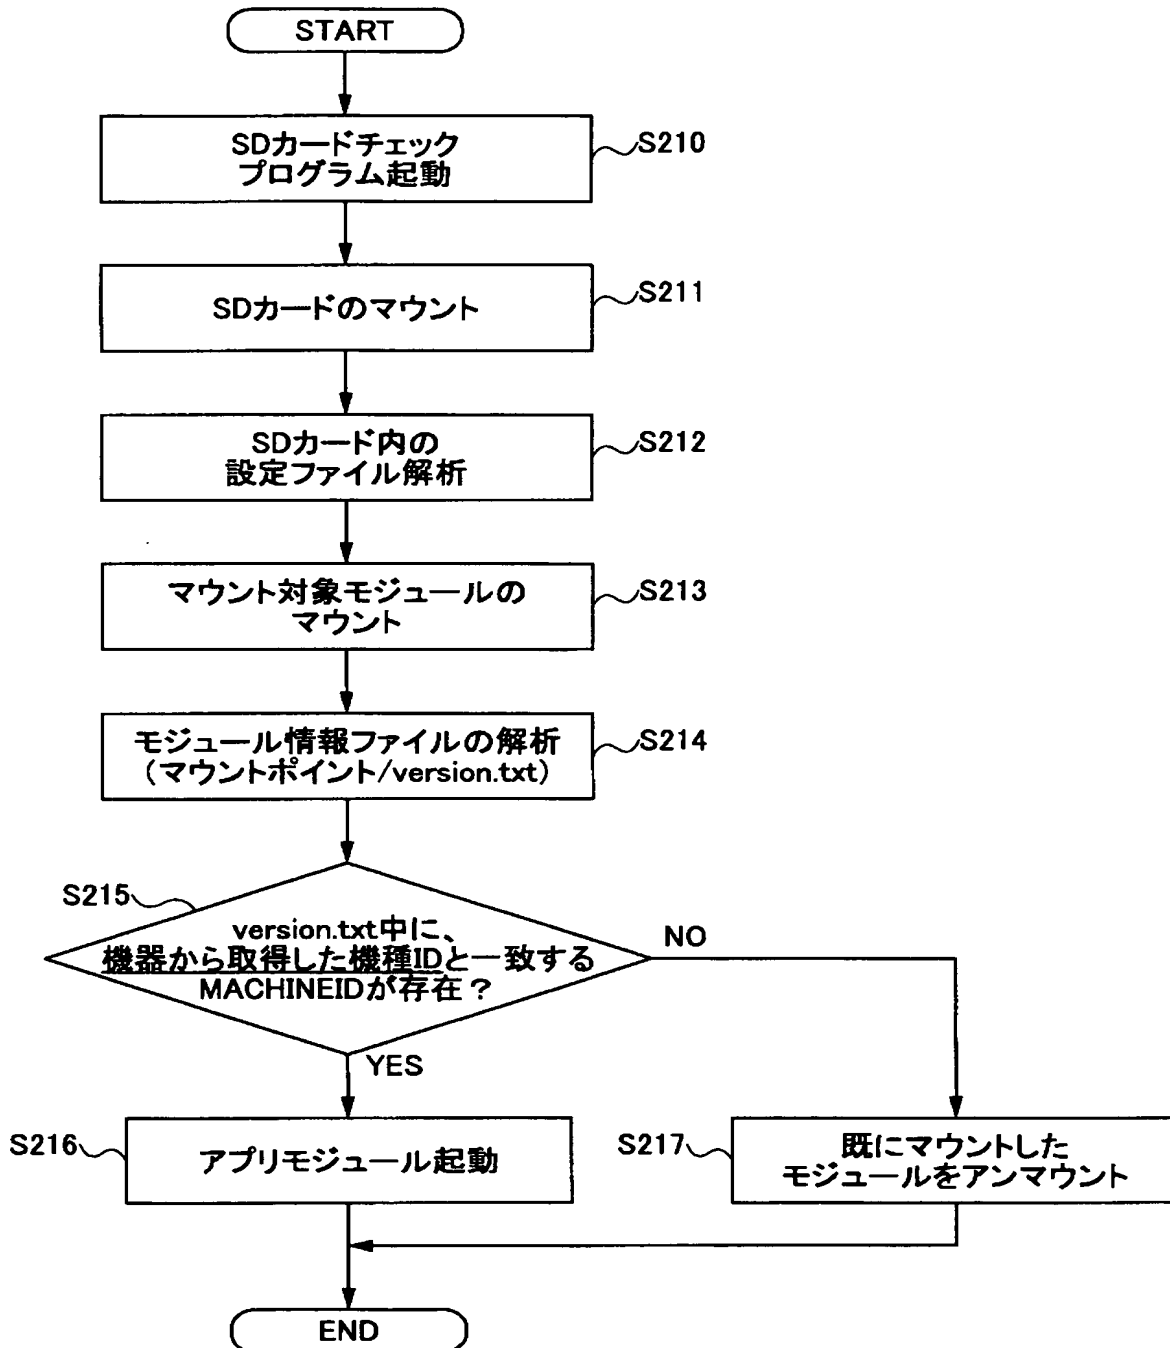 START
SDカードチェック
プログラム起動
S210
SDカードのマウント
S211
SDカード内の
設定ファイル解析
S212
マウント対象モジュールの
マウント
S213
モジュール情報ファイルの解析
（マウントポイント/version.txt）
S214
S215
version.txt中に、
機器から取得した機種IDと一致する
MACHINEIDが存在？
NO
YES
S216
アプリモジュール起動
S217
既にマウントした
モジュールをアンマウント
END